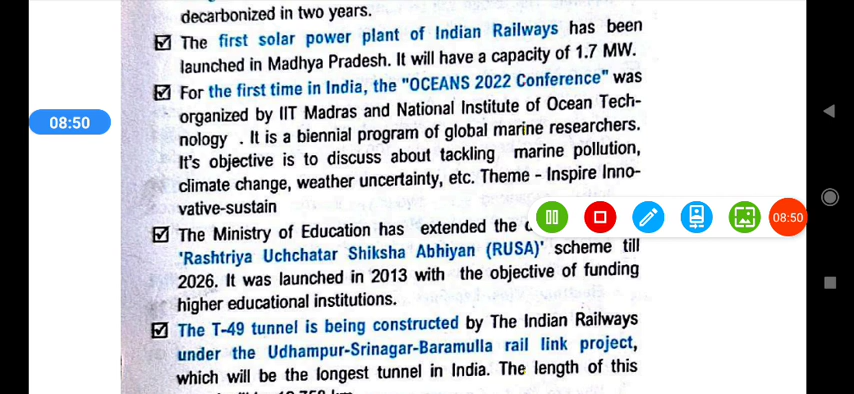 decarbonized in two years.
The first solar power plant of Indian Railways has been
launched in Madhya Pradesh. It will have a capacity of 1.7 MW.
For the first time in India, the "OCEANS 2022 Conference" was
organized by IIT Madras and National Institute of Ocean Tech-
nology . It is a biennial program of global marine researchers.
It's objective is to discuss about tackling marine pollution,
climate change, weather uncertainty, etc. Theme - Inspire Inno-
vative-sustain
The Ministry of Education has extended the
'Rashtriya Uchchatar Shiksha Abhiyan (RUSA)' scheme till
2026. It was launched in 2013 with the objective of funding
higher educational institutions.
The T-49 tunnel is being constructed by The Indian Railways
under the Udhampur-Srinagar-Baramulla rail link project,
which will be the longest tunnel in India. The length of this
08:50
08:50